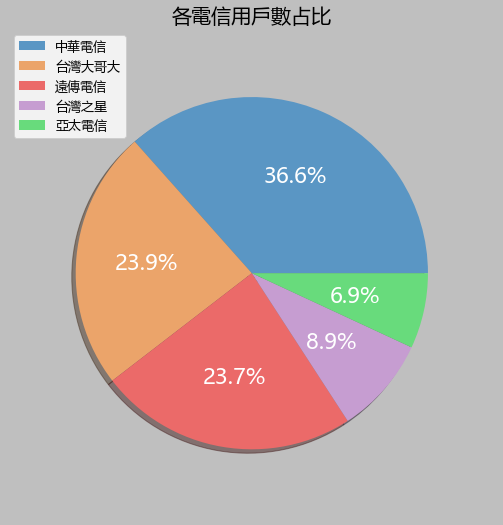 各電信用戶數占比
中華電信
台灣大哥大
遠傳電信
台灣之星
亞太電信
36.6%
23.9%
6.9%
8.9%
23.7%